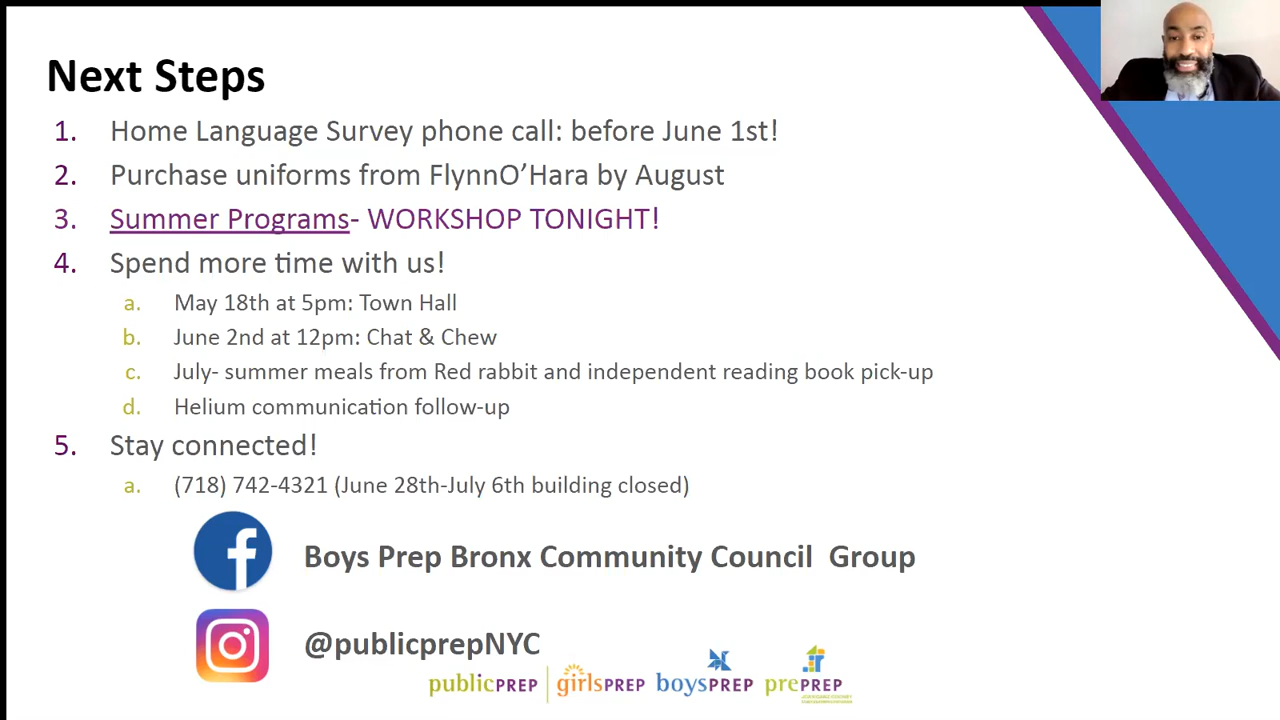 Next Steps
1. Home Language Survey phone call: before June 1st!
2. Purchase uniforms from FlynnO’Hara by August
3. Summer Programs- WORKSHOP TONIGHT!
4. Spend more time with us!
a. May 18th at 5pm: Town Hall
b. June 2nd at 12pm: Chat & Chew
c. July- summer meals from Red rabbit and independent reading book pick-up
d. Helium communication follow-up
5. Stay connected!
a. (718) 742-4321 (June 28th-July 6th building closed)
Boys Prep Bronx Community Council Group
@publicprepNYC
publicPREP girlsPREP boysPREP prePREP